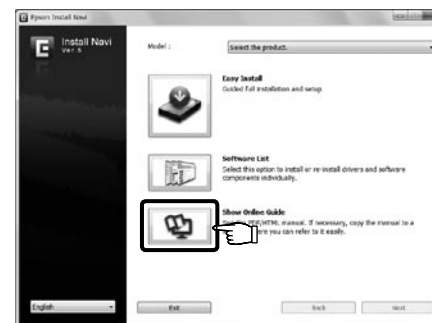 Epson Install Navi
Install Navi
Ver 5
Model :
Select the product.
Easy Install
Guided full installation and setup
Software List
Select this option to install or re-install drivers and software
components individually.
Show Online Guide
PDF/HTML manual. If necessary, copy the manual to a
where you can refer to it easily.
English
Exit
Back
Next